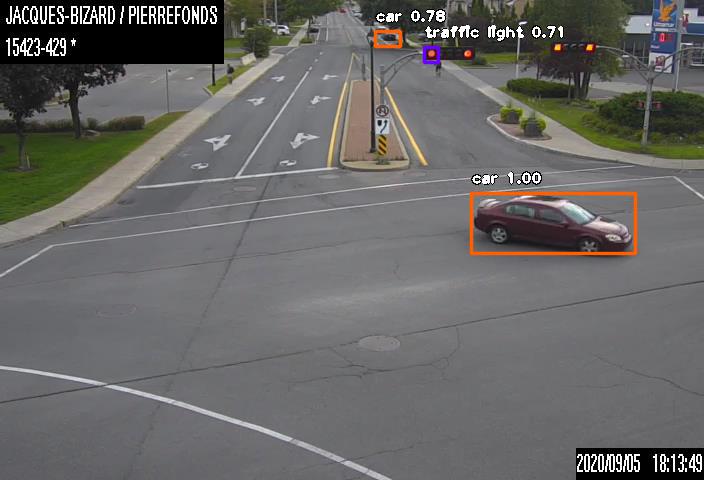 JACQUES-BIZARD / PIERREFONDS
15423-429 *
car 0.78
traffic light 0.71
car 1.00
2020/09/05 18:13:49